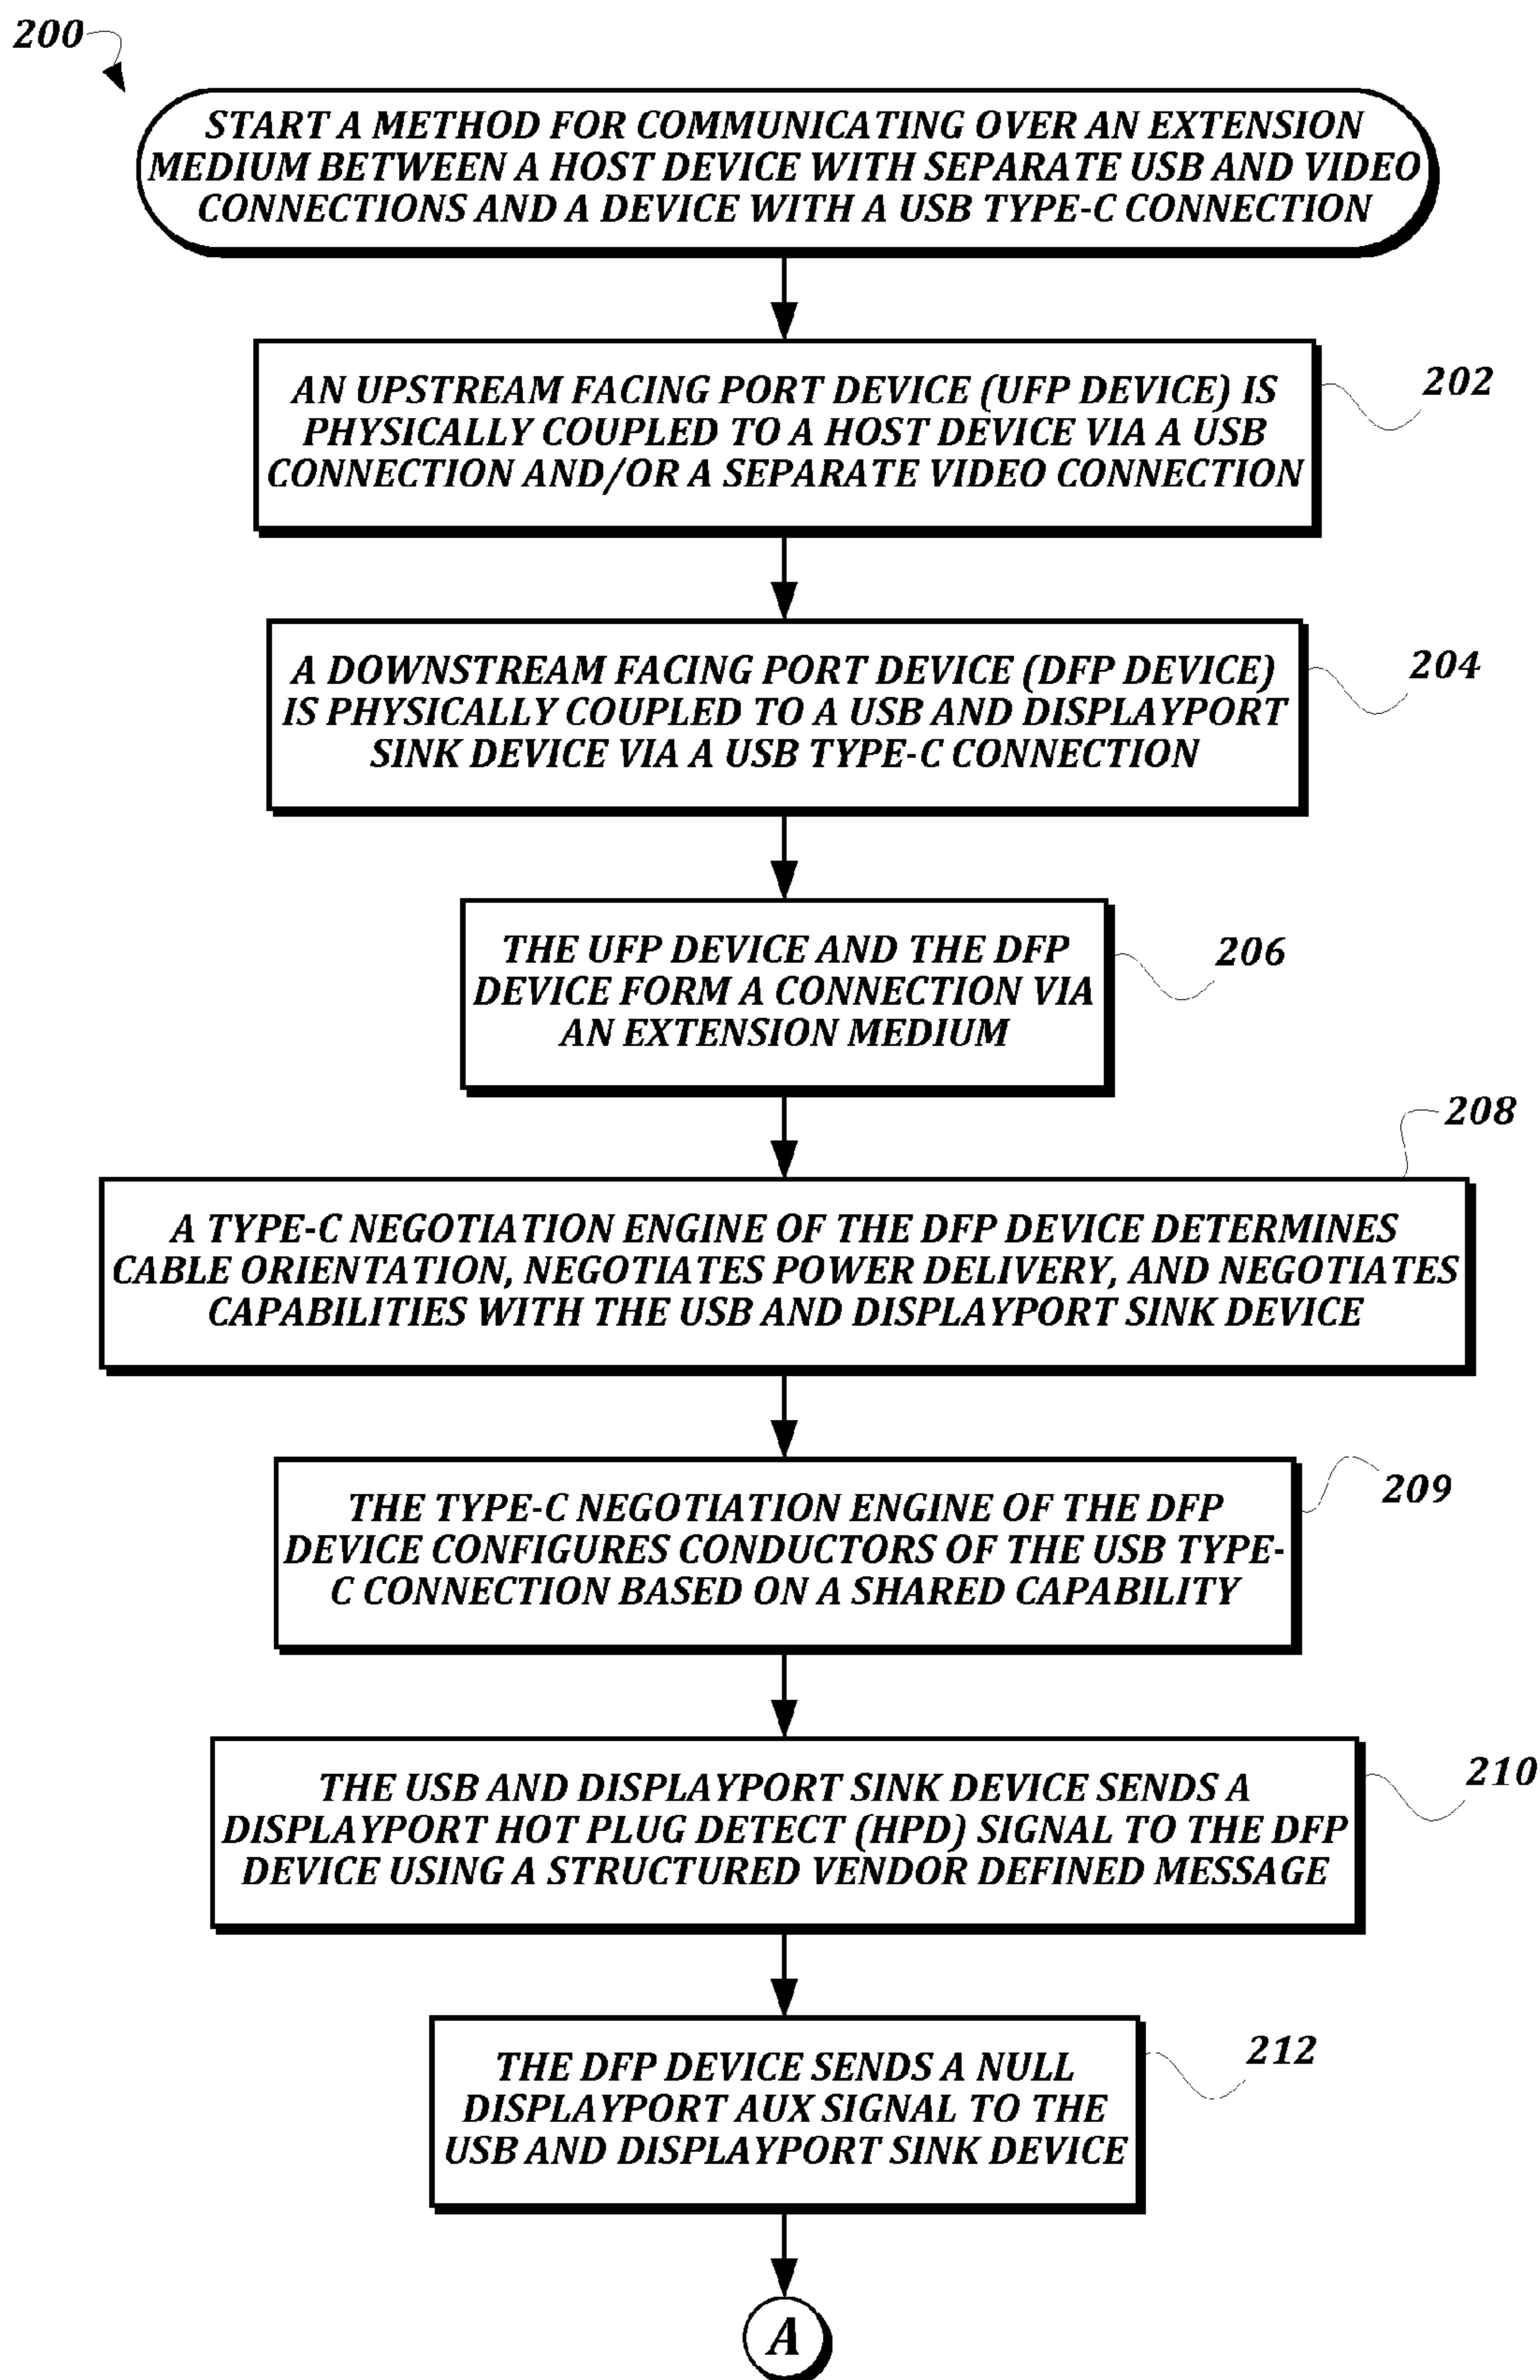 200
START A METHOD FOR COMMUNICATING OVER AN EXTENSION
MEDIUM BETWEEN A HOST DEVICE WITH SEPARATE USB AND VIDEO
CONNECTIONS AND A DEVICE WITH A USB TYPE-C CONNECTION
AN UPSTREAM FACING PORT DEVICE (UFP DEVICE) IS
PHYSICALLY COUPLED TO A HOST DEVICE VIA A USB
CONNECTION AND/OR A SEPARATE VIDEO CONNECTION
202
A DOWNSTREAM FACING PORT DEVICE (DFP DEVICE)
IS PHYSICALLY COUPLED TO A USB AND DISPLAYPORT
SINK DEVICE VIA A USB TYPE-C CONNECTION
204
THE UFP DEVICE AND THE DFP
DEVICE FORM A CONNECTION VIA
AN EXTENSION MEDIUM
206
208
A TYPE-C NEGOTIATION ENGINE OF THE DFP DEVICE DETERMINES
CABLE ORIENTATION, NEGOTIATES POWER DELIVERY, AND NEGOTIATES
CAPABILITIES WITH THE USB AND DISPLAYPORT SINK DEVICE
THE TYPE-C NEGOTIATION ENGINE OF THE DFP
DEVICE CONFIGURES CONDUCTORS OF THE USB TYPE-
C CONNECTION BASED ON A SHARED CAPABILITY
209
THE USB AND DISPLAYPORT SINK DEVICE SENDS A
DISPLAYPORT HOT PLUG DETECT (HPD) SIGNAL TO THE DFP
DEVICE USING A STRUCTURED VENDOR DEFINED MESSAGE
210
THE DFP DEVICE SENDS A NULL
DISPLAYPORT AUX SIGNAL TO THE
USB AND DISPLAYPORT SINK DEVICE
212
A